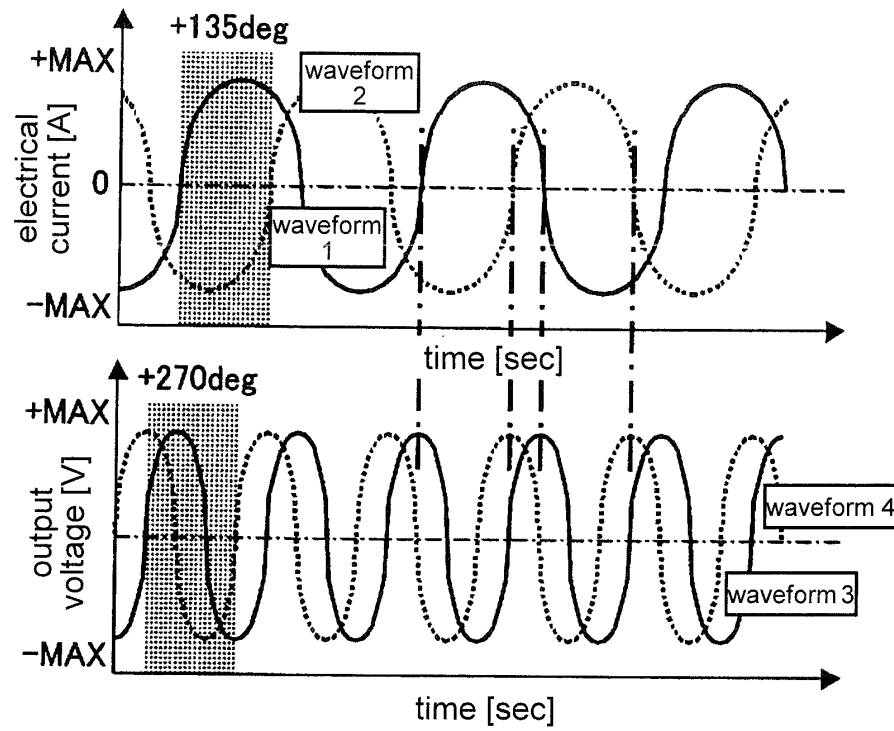 +135deg
+MAX
waveform
2
electrical
current [A]
0
waveform
1
−MAX
time [sec]
+270deg
+MAX
output
voltage [V]
waveform 4
waveform 3
−MAX
time [sec]